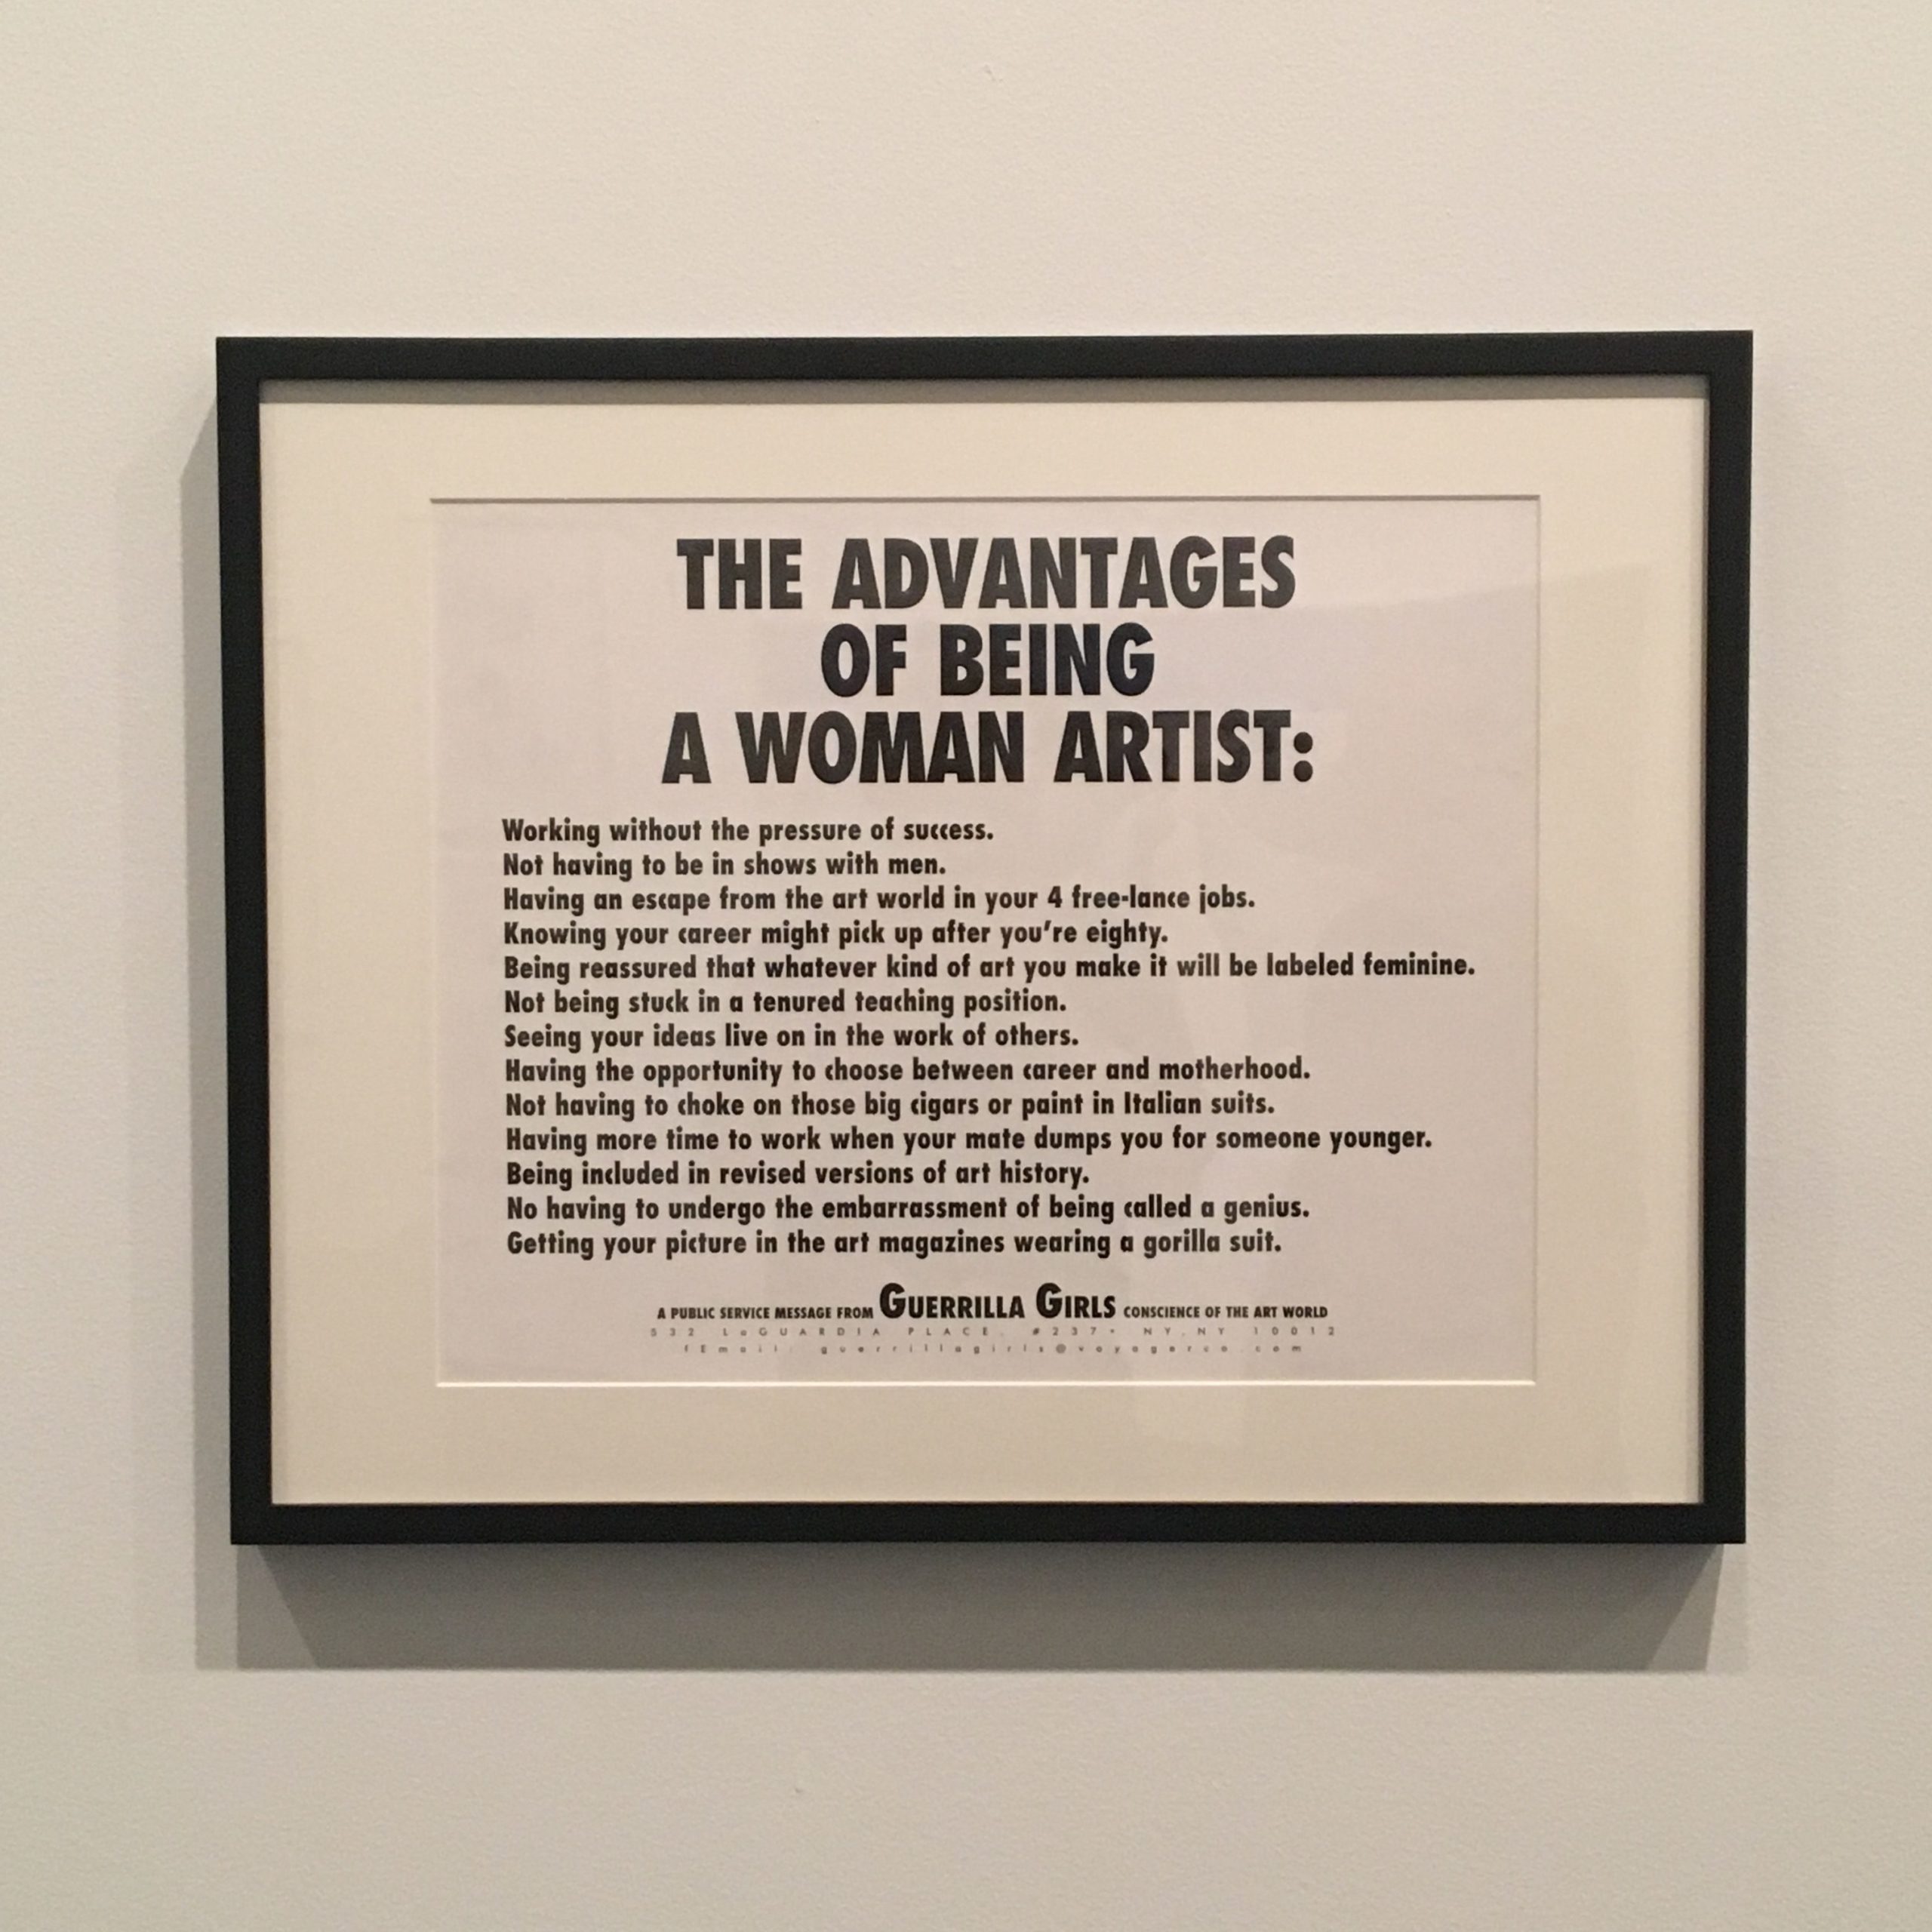 THE ADVANTAGES
OF BEING
A WOMAN ARTIST:
Working without the pressure of success.
Not having to be in shows with men.
Having an escape from the art world in your 4 free-lance jobs.
Knowing your career might pick up after you're eighty.
Being reassured that whatever kind of art you make it will be labeled feminine.
Not being stuck in a tenured teaching position.
Seeing your ideas live on in the work of others.
Having the opportunity to choose between career and motherhood.
Not having to choke on those big cigars or paint in Italian suits.
Having more time to work when your mate dumps you for someone younger.
Being included in revised versions of art history.
No having to undergo the embarrassment of being called a genius.
Getting your picture in the art magazines wearing a gorilla suit.
A PUBLIC SERVICE MESSAGE FROM GUERRILLA GIRLS CONSCIENCE OF THE ART WORLD
532 LaGUARDIA PLACE, #237• NY, NY 10012